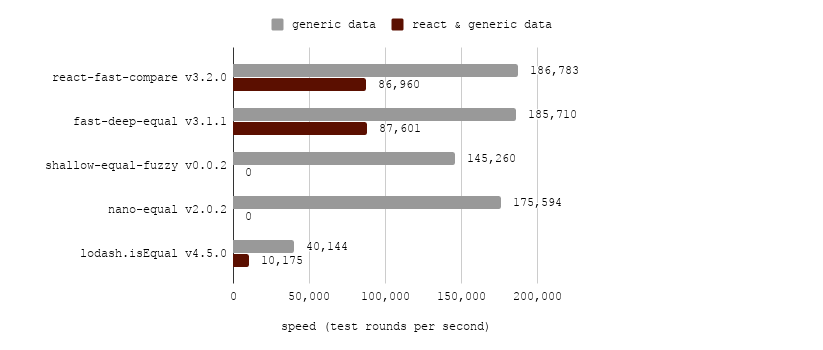 generic data react & generic data
react-fast-compare v3.2.0 186,783
86,960
fast-deep-equal v3.1.1 185,710
87,601
shallow-equal-fuzzy v0.0.2 145,260
0
nano-equal v2.0.2 175,594
0
lodash.isEqual v4.5.0 40,144
10,175
0 50,000 100,000 150,000 200,000
speed (test rounds per second)